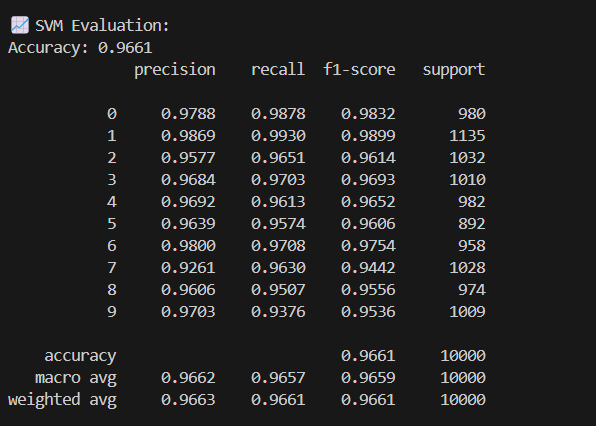 📈 SVM Evaluation:
Accuracy: 0.9661
precision recall f1-score support
0 0.9788 0.9878 0.9832 980
1 0.9869 0.9930 0.9899 1135
2 0.9577 0.9651 0.9614 1032
3 0.9684 0.9703 0.9693 1010
4 0.9692 0.9613 0.9652 982
5 0.9639 0.9574 0.9606 892
6 0.9800 0.9708 0.9754 958
7 0.9261 0.9630 0.9442 1028
8 0.9606 0.9507 0.9556 974
9 0.9703 0.9376 0.9536 1009
accuracy 0.9661 10000
macro avg 0.9662 0.9657 0.9659 10000
weighted avg 0.9663 0.9661 0.9661 10000